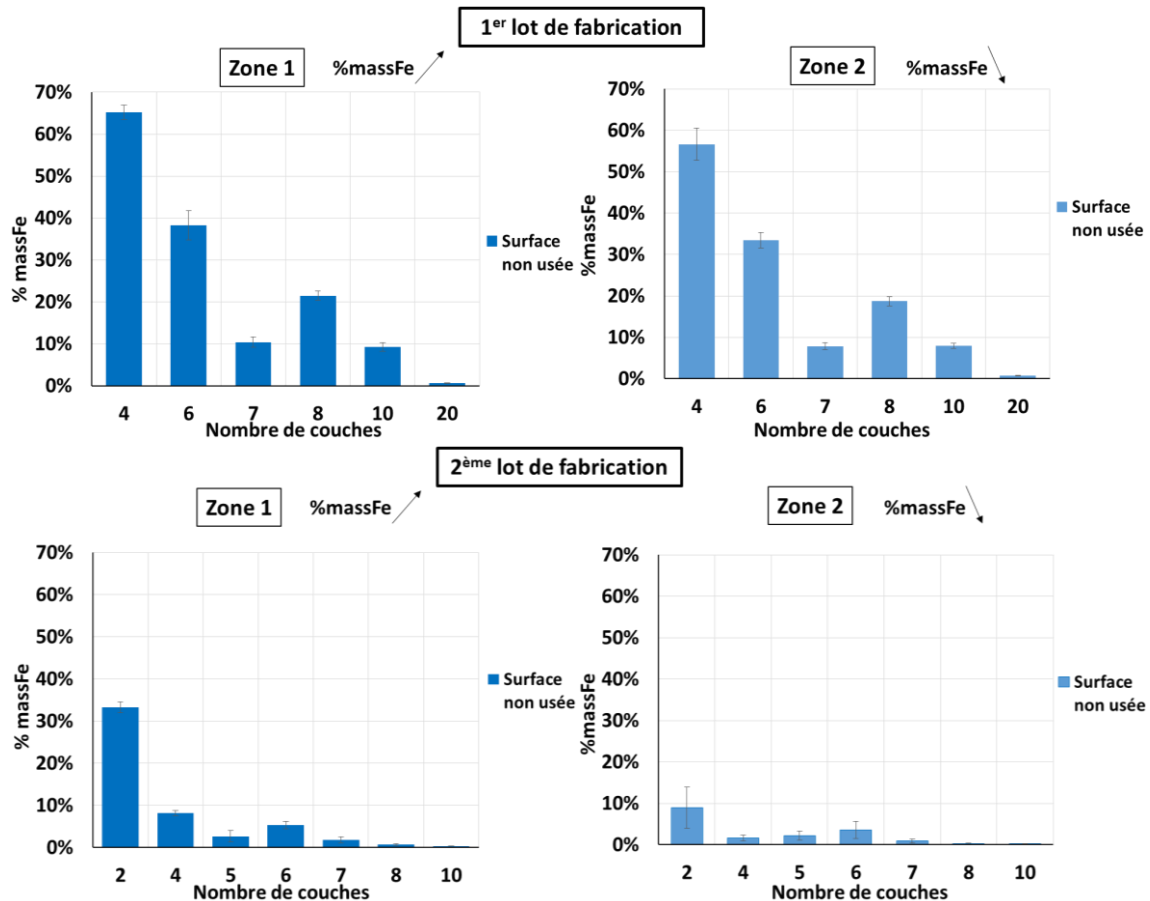 1er lot de fabrication
Zone 1
%massFe
Zone 2
%massFe
70%
60%
50%
40%
30%
20%
10%
0%
% massFe
4 6 7 8 10 20
Nombre de couches
Surface
non usée
70%
60%
50%
40%
30%
20%
10%
0%
%massFe
4 6 7 8 10 20
Nombre de couches
Surface
non usée
2ème lot de fabrication
Zone 1
%massFe
Zone 2
%massFe
70%
60%
50%
40%
30%
20%
10%
0%
% massFe
2 4 5 6 7 8 10
Nombre de couches
Surface
non usée
70%
60%
50%
40%
30%
20%
10%
0%
%massFe
2 4 5 6 7 8 10
Nombre de couches
Surface
non usée